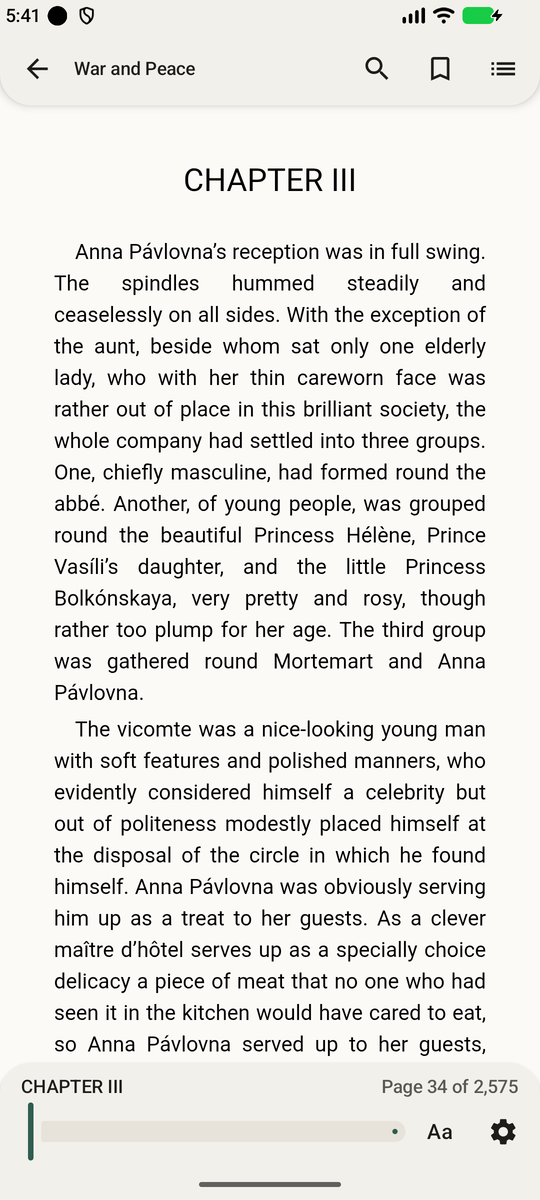 5:41
War and Peace
CHAPTER III
Anna Pávlovna’s reception was in full swing.
The spindles hummed steadily and
ceaselessly on all sides. With the exception of
the aunt, beside whom sat only one elderly
lady, who with her thin careworn face was
rather out of place in this brilliant society, the
whole company had settled into three groups.
One, chiefly masculine, had formed round the
abbé. Another, of young people, was grouped
round the beautiful Princess Hélène, Prince
Vasíli’s daughter, and the little Princess
Bolkónskaya, very pretty and rosy, though
rather too plump for her age. The third group
was gathered round Mortemart and Anna
Pávlovna.
The vicomte was a nice-looking young man
with soft features and polished manners, who
evidently considered himself a celebrity but
out of politeness modestly placed himself at
the disposal of the circle in which he found
himself. Anna Pávlovna was obviously serving
him up as a treat to her guests. As a clever
maître d’hôtel serves up as a specially choice
delicacy a piece of meat that no one who had
seen it in the kitchen would have cared to eat,
so Anna Pávlovna served up to her guests,
CHAPTER III
Page 34 of 2,575
Aa